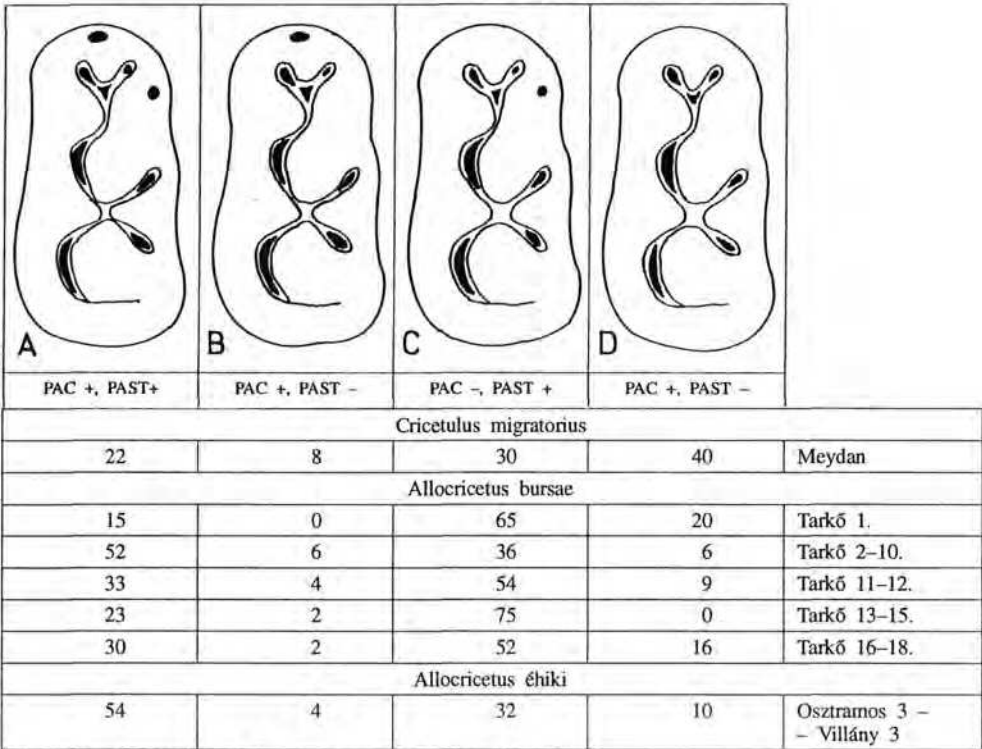 A B C D
PAC +, PAST+ PAC +, PAST – PAC –, PAST + PAC +, PAST –
Cricetulus migratorius
22 8 30 40 Meydan
Allocricetus bursae
15 0 65 20 Tarkő 1.
52 6 36 6 Tarkő 2–10.
33 4 54 9 Tarkő 11–12.
23 2 75 0 Tarkő 13–15.
30 2 52 16 Tarkő 16–18.
Allocricetus éhiki
54 4 32 10 Osztramos 3 –
– Villány 3